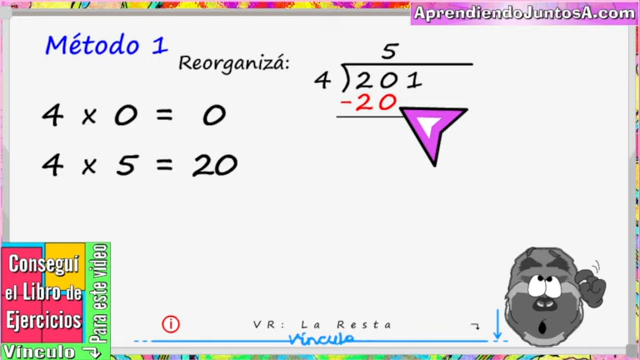 AprendiendoJuntosA.com
Método 1
Reorganizá:
5
4 ) 2 0 1
-2 0
4 x 0 = 0
4 x 5 = 20
Conseguí
el Libro de
Ejercicios
Vínculo
Para este video
i
VR: La Resta
vínculo